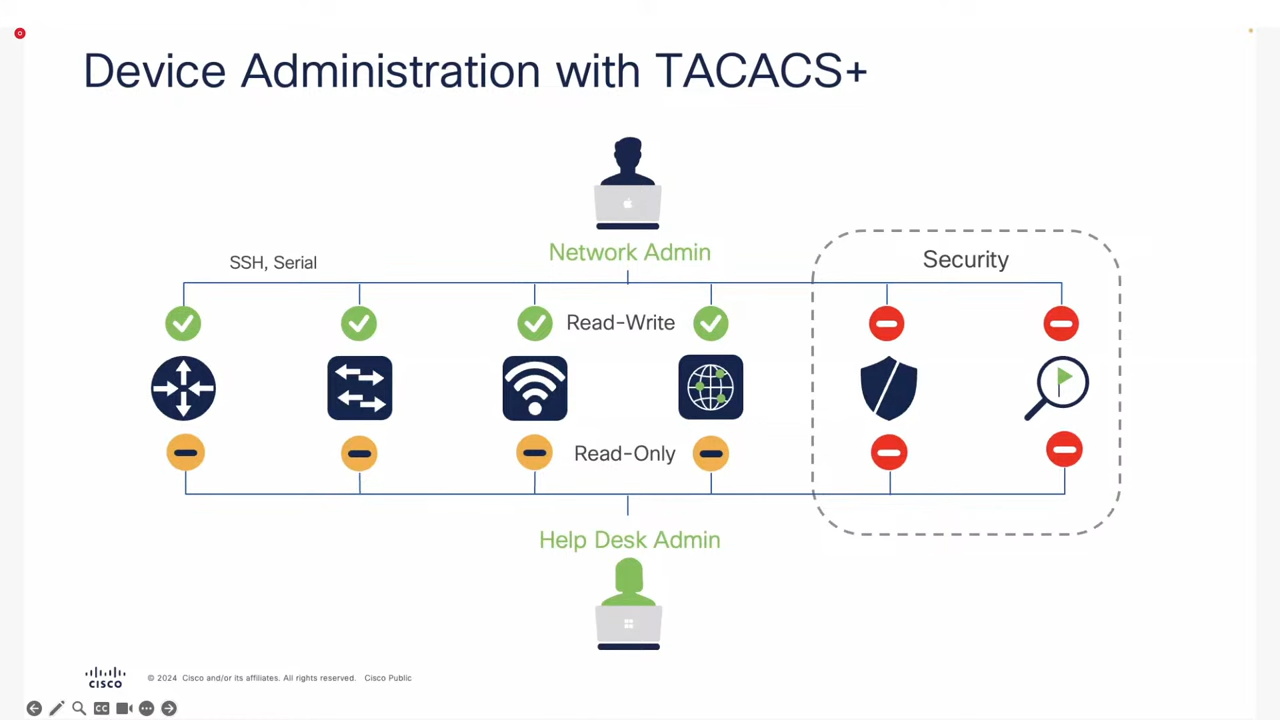 Device Administration with TACACS+
Network Admin
Security
SSH, Serial
Read-Write
Read-Only
Help Desk Admin
CISCO
© 2024 Cisco and/or its affiliates. All rights reserved. Cisco Public
CC